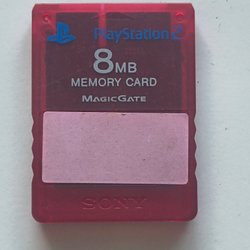 PlayStation 2
8MB
MEMORY CARD
MAGICGATE
SONY